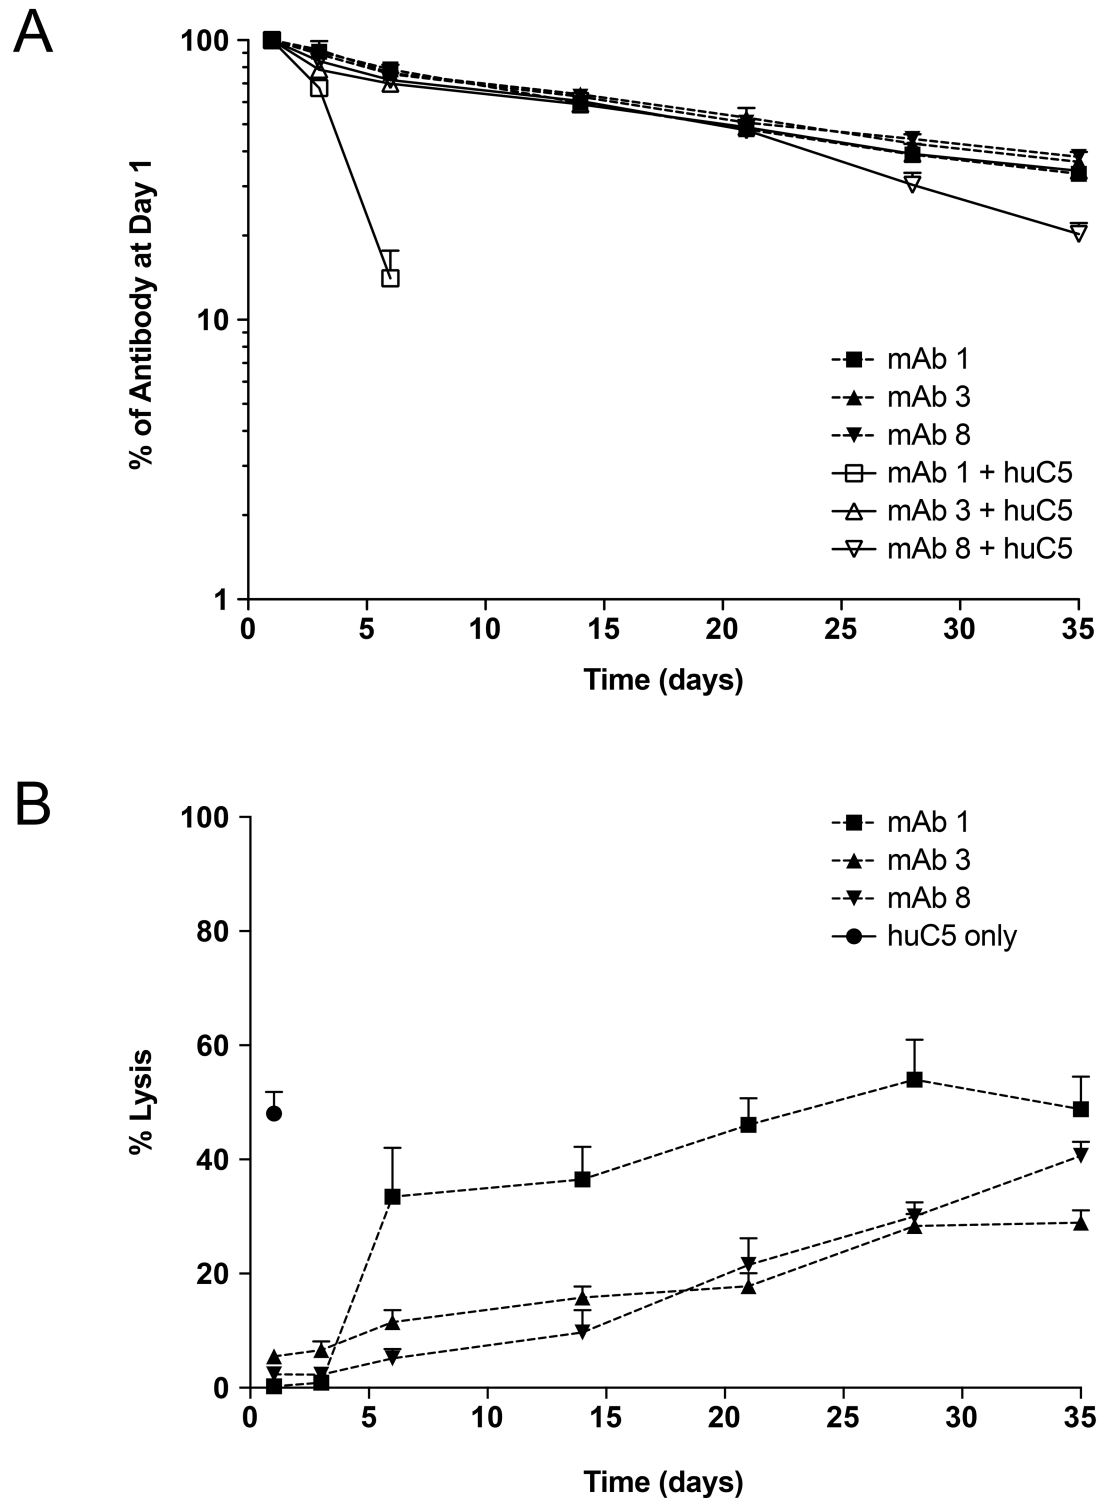 A
100
10
1
% of Antibody at Day 1
mAb 1
mAb 3
mAb 8
mAb 1 + huC5
mAb 3 + huC5
mAb 8 + huC5
0 5 10 15 20 25 30 35
Time (days)
B
100
80
60
40
20
0
% Lysis
mAb 1
mAb 3
mAb 8
huC5 only
0 5 10 15 20 25 30 35
Time (days)